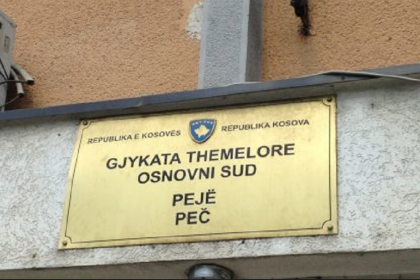 REPUBLIKA E KOSOVËS REPUBLIKA KOSOVA
GJYKATA THEMELORE
OSNOVNI SUD
PEJË
PEČ